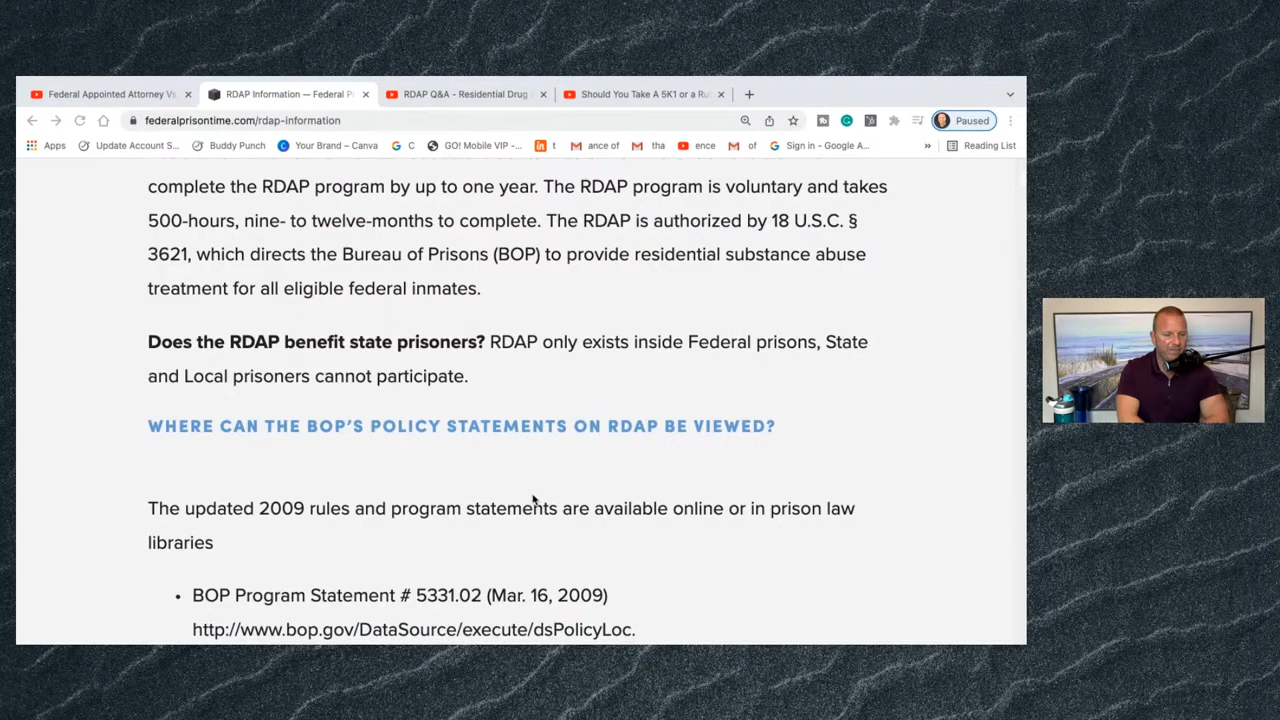 Federal Appointed Attorney Vs
RDAP Information — Federal P
RDAP Q&A - Residential Drug
Should You Take A 5K1 or a Ru
federalprisontime.com/rdap-information
Paused
Apps
Update Account S...
Buddy Punch
Your Brand – Canva
C
GO! Mobile VIP -...
t
ance of
tha
ence
of
Sign in - Google A...
»
Reading List
complete the RDAP program by up to one year. The RDAP program is voluntary and takes
500-hours, nine- to twelve-months to complete. The RDAP is authorized by 18 U.S.C. §
3621, which directs the Bureau of Prisons (BOP) to provide residential substance abuse
treatment for all eligible federal inmates.
Does the RDAP benefit state prisoners? RDAP only exists inside Federal prisons, State
and Local prisoners cannot participate.
WHERE CAN THE BOP'S POLICY STATEMENTS ON RDAP BE VIEWED?
The updated 2009 rules and program statements are available online or in prison law
libraries
• BOP Program Statement # 5331.02 (Mar. 16, 2009)
http://www.bop.gov/DataSource/execute/dsPolicyLoc.